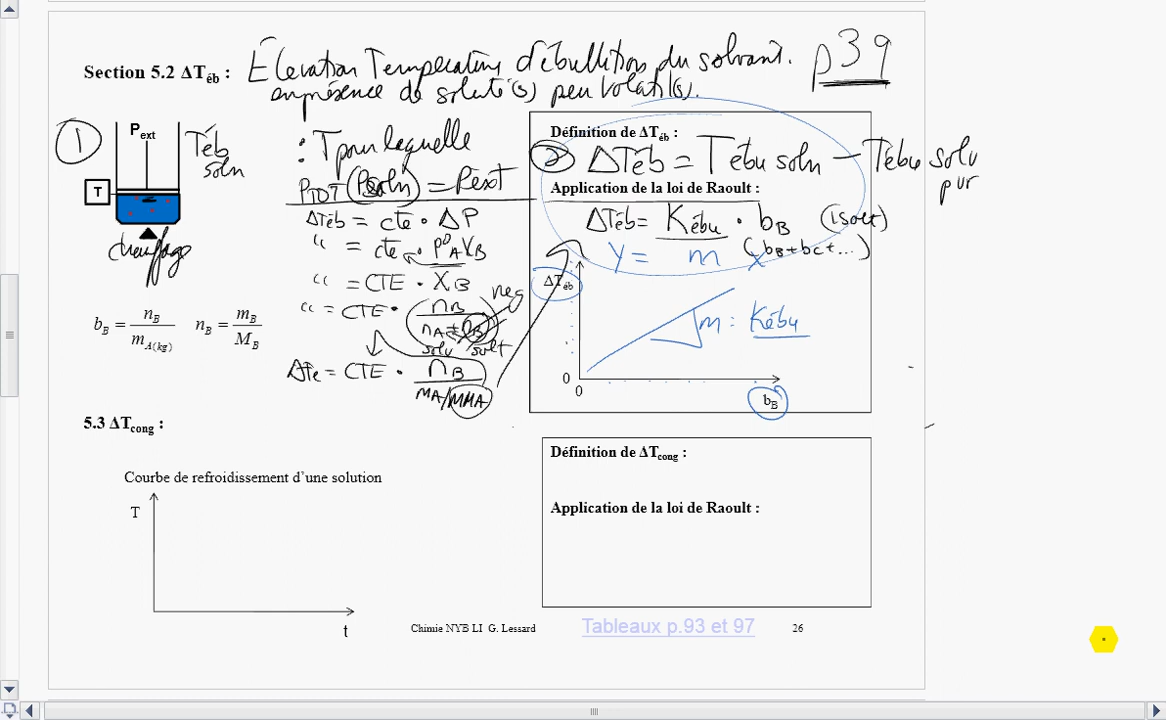 Section 5.2 ΔTéb : Élévation Température d'ébullition du solvant. p39
en présence de soluté(s) peu volatil(s).
① Pext Téb soln
T
chauffage
: T pour laquelle
PTOT (Psoln) = Pext
ΔTéb = cte · ΔP
" = cte · P°A XB
" = CTE · XB
" = CTE · nB / nA + nB nég
solv solt
ΔTe = CTE · nB / MA/MMA
bB = nB / mA(kg) nB = mB / MB
Définition de ΔTéb :
② ΔTéb = Tébu soln – Tébu solv pur
Application de la loi de Raoult :
ΔTéb = Kébu · bB (1 solt)
y = m x (bB + bC + ...)
ΔTéb
m = Kébu
0
0
bB
5.3 ΔTcong :
Courbe de refroidissement d'une solution
T
t
Définition de ΔTcong :
Application de la loi de Raoult :
Chimie NYB LI G. Lessard Tableaux p.93 et 97 26